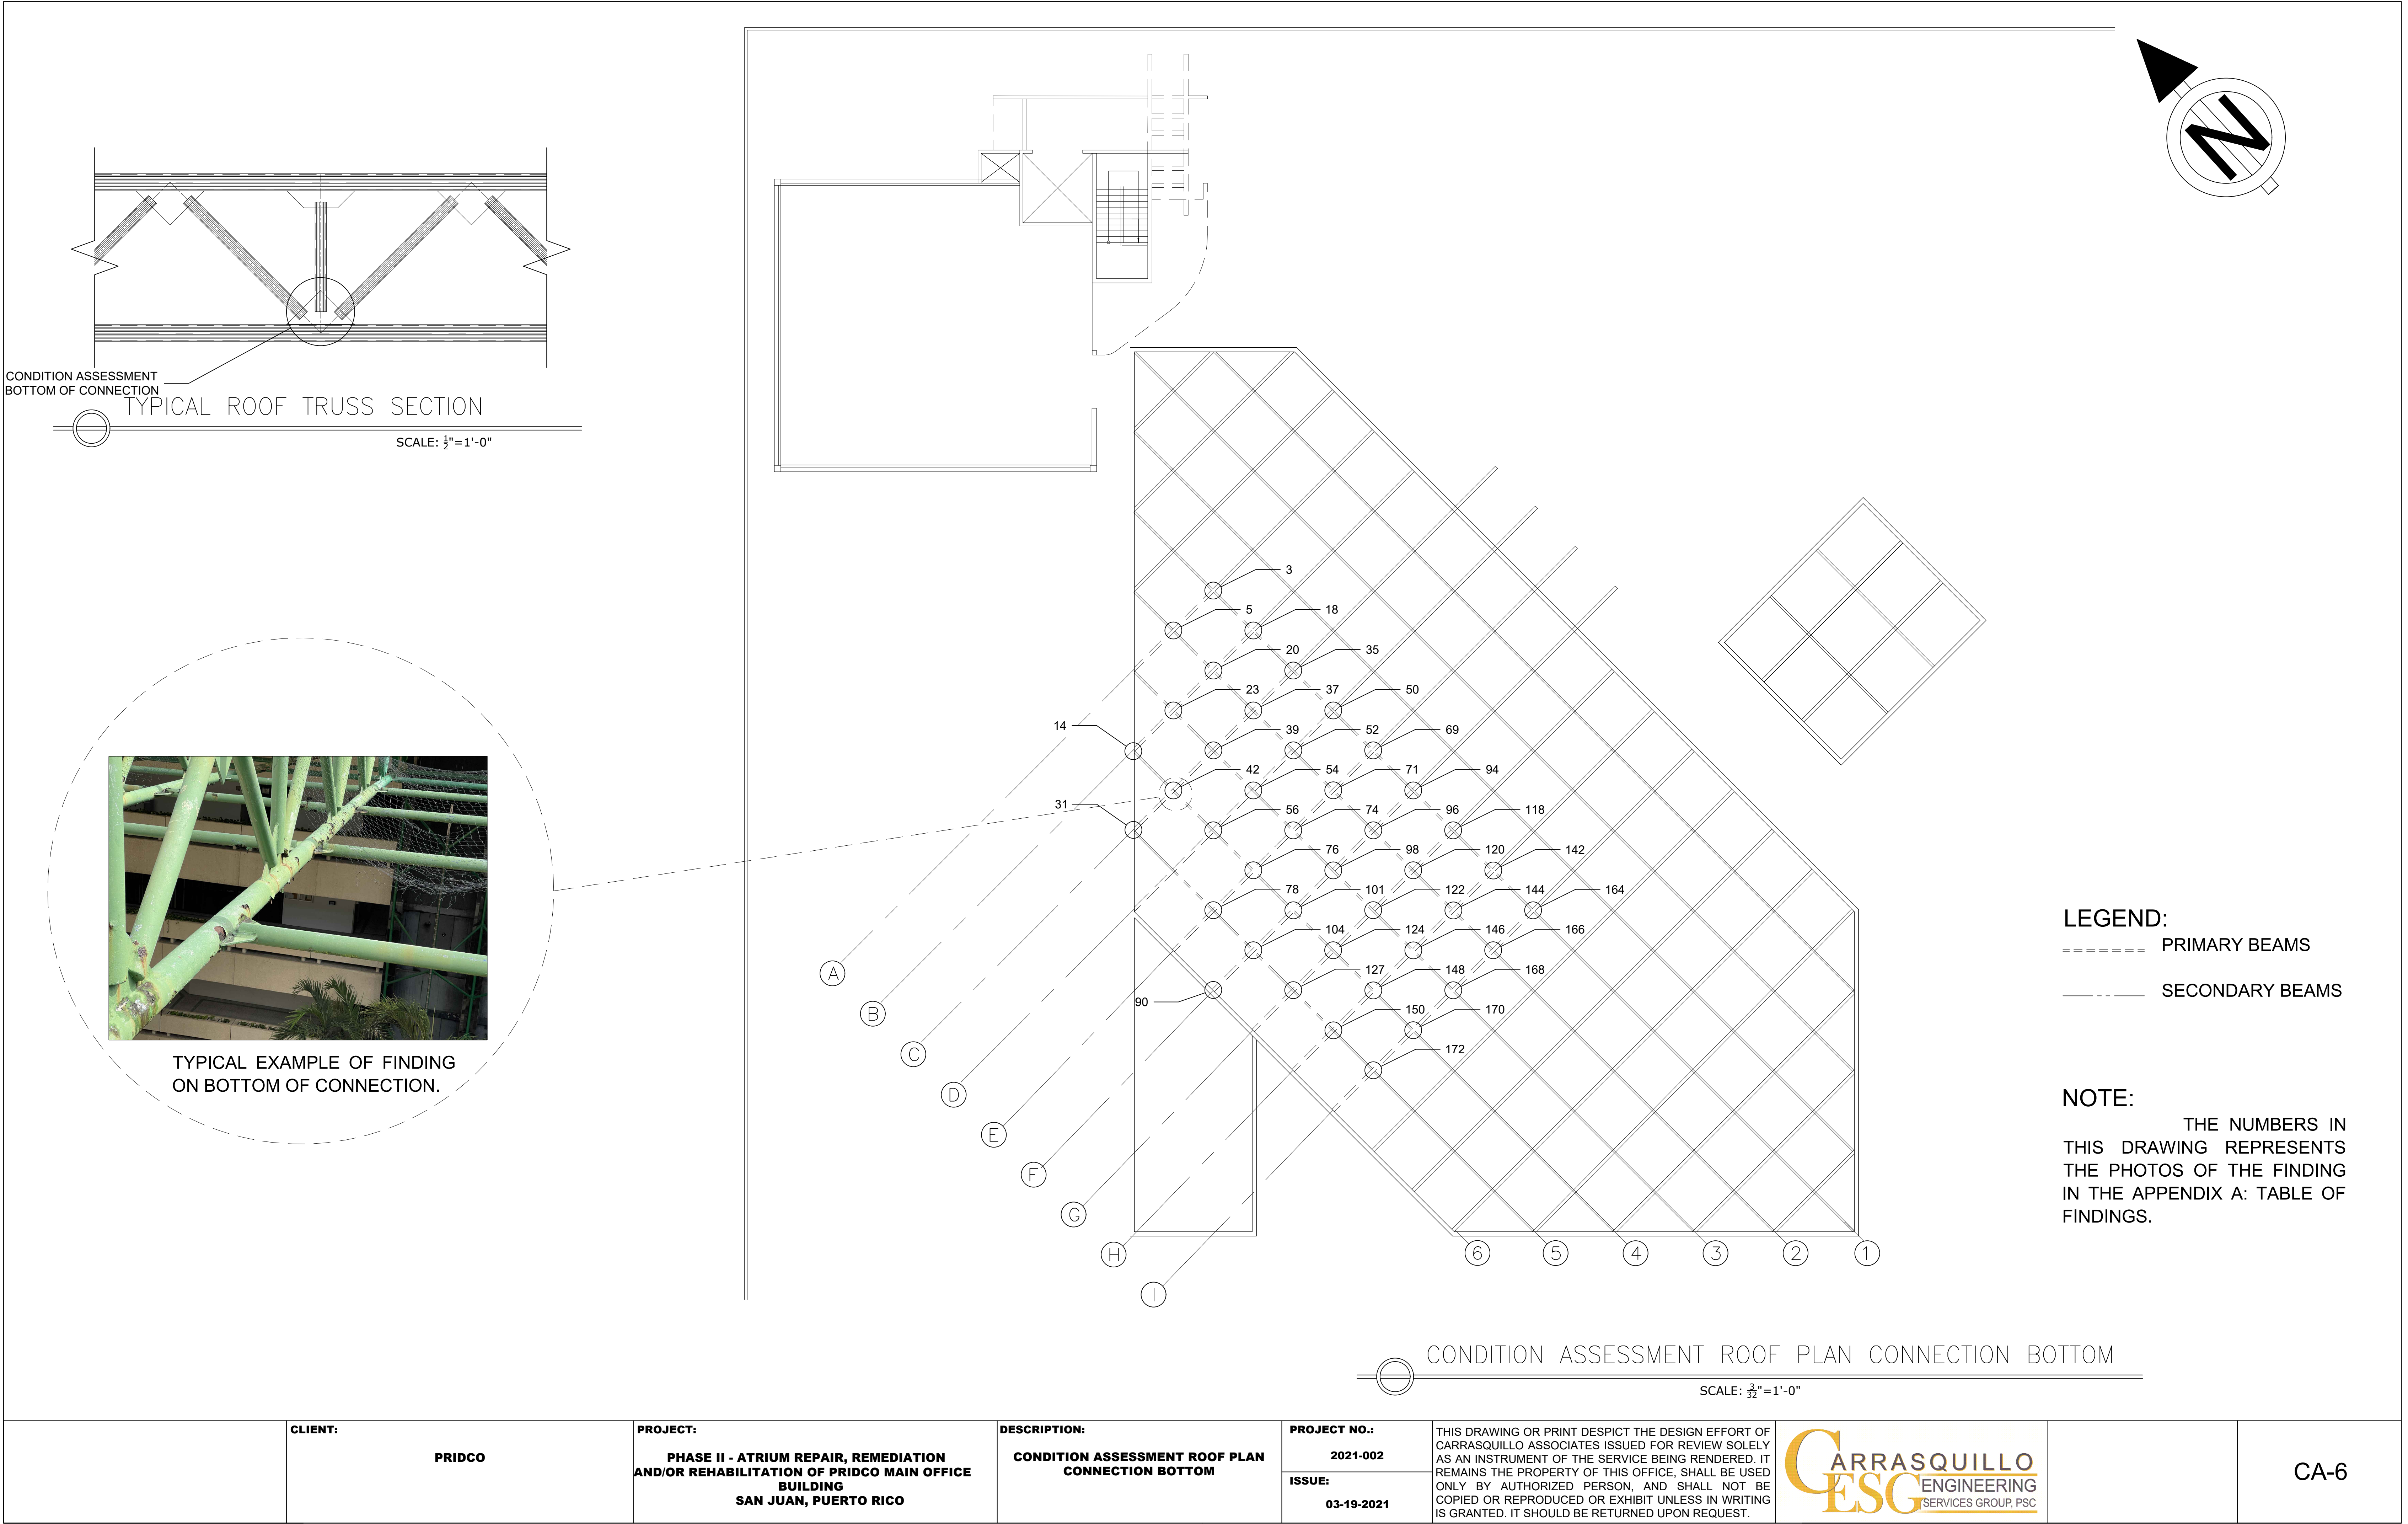 CONDITION ASSESSMENT
BOTTOM OF CONNECTION
TYPICAL ROOF TRUSS SECTION
SCALE: 1/2"=1'-0"
N
3
5
18
20
35
23
37
50
14
39
52
69
42
54
71
94
31
56
74
96
118
76
98
120
142
78
101
122
144
164
104
124
146
166
90
127
148
168
150
170
172
A
B
C
D
E
F
G
H
I
6
5
4
3
2
1
TYPICAL EXAMPLE OF FINDING
ON BOTTOM OF CONNECTION.
LEGEND:
PRIMARY BEAMS
SECONDARY BEAMS
NOTE:
THE NUMBERS IN
THIS DRAWING REPRESENTS
THE PHOTOS OF THE FINDING
IN THE APPENDIX A: TABLE OF
FINDINGS.
CONDITION ASSESSMENT ROOF PLAN CONNECTION BOTTOM
SCALE: 3/32"=1'-0"
CLIENT:
PRIDCO
PROJECT:
PHASE II - ATRIUM REPAIR, REMEDIATION
AND/OR REHABILITATION OF PRIDCO MAIN OFFICE
BUILDING
SAN JUAN, PUERTO RICO
DESCRIPTION:
CONDITION ASSESSMENT ROOF PLAN
CONNECTION BOTTOM
PROJECT NO.:
2021-002
ISSUE:
03-19-2021
THIS DRAWING OR PRINT DESPICT THE DESIGN EFFORT OF
CARRASQUILLO ASSOCIATES ISSUED FOR REVIEW SOLELY
AS AN INSTRUMENT OF THE SERVICE BEING RENDERED. IT
REMAINS THE PROPERTY OF THIS OFFICE, SHALL BE USED
ONLY BY AUTHORIZED PERSON, AND SHALL NOT BE
COPIED OR REPRODUCED OR EXHIBIT UNLESS IN WRITING
IS GRANTED. IT SHOULD BE RETURNED UPON REQUEST.
CARRASQUILLO
ESG ENGINEERING
SERVICES GROUP, PSC
CA-6